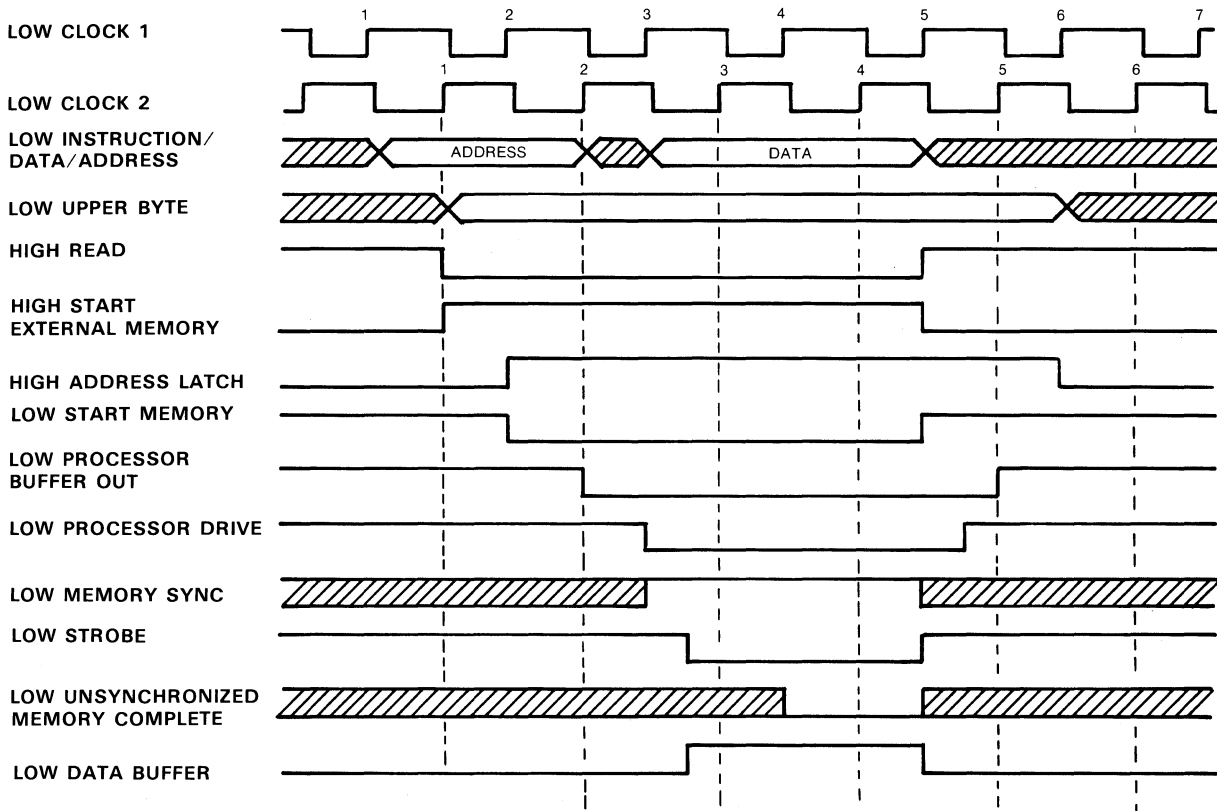 1 2 3 4 5 6 7
LOW CLOCK 1
1 2 3 4 5 6
LOW CLOCK 2
LOW INSTRUCTION/
DATA/ADDRESS
ADDRESS DATA
LOW UPPER BYTE
HIGH READ
HIGH START
EXTERNAL MEMORY
HIGH ADDRESS LATCH
LOW START MEMORY
LOW PROCESSOR
BUFFER OUT
LOW PROCESSOR DRIVE
LOW MEMORY SYNC
LOW STROBE
LOW UNSYNCHRONIZED
MEMORY COMPLETE
LOW DATA BUFFER